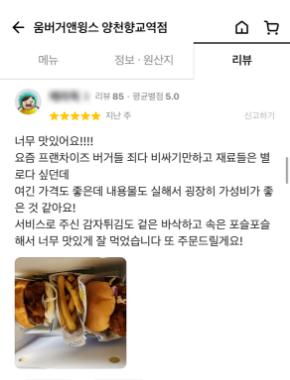 움버거앤윙스 양천향교역점
메뉴 정보 · 원산지 리뷰
리뷰 85 · 평균별점 5.0
지난 주 신고하기
너무 맛있어요!!!!
요즘 프랜차이즈 버거들 죄다 비싸기만하고 재료들은 별
로다 싶던데
여긴 가격도 좋은데 내용물도 실해서 굉장히 가성비가 좋
은 것 같아요!
서비스로 주신 감자튀김도 겉은 바삭하고 속은 포슬포슬
해서 너무 맛있게 잘 먹었습니다 또 주문드릴게요!